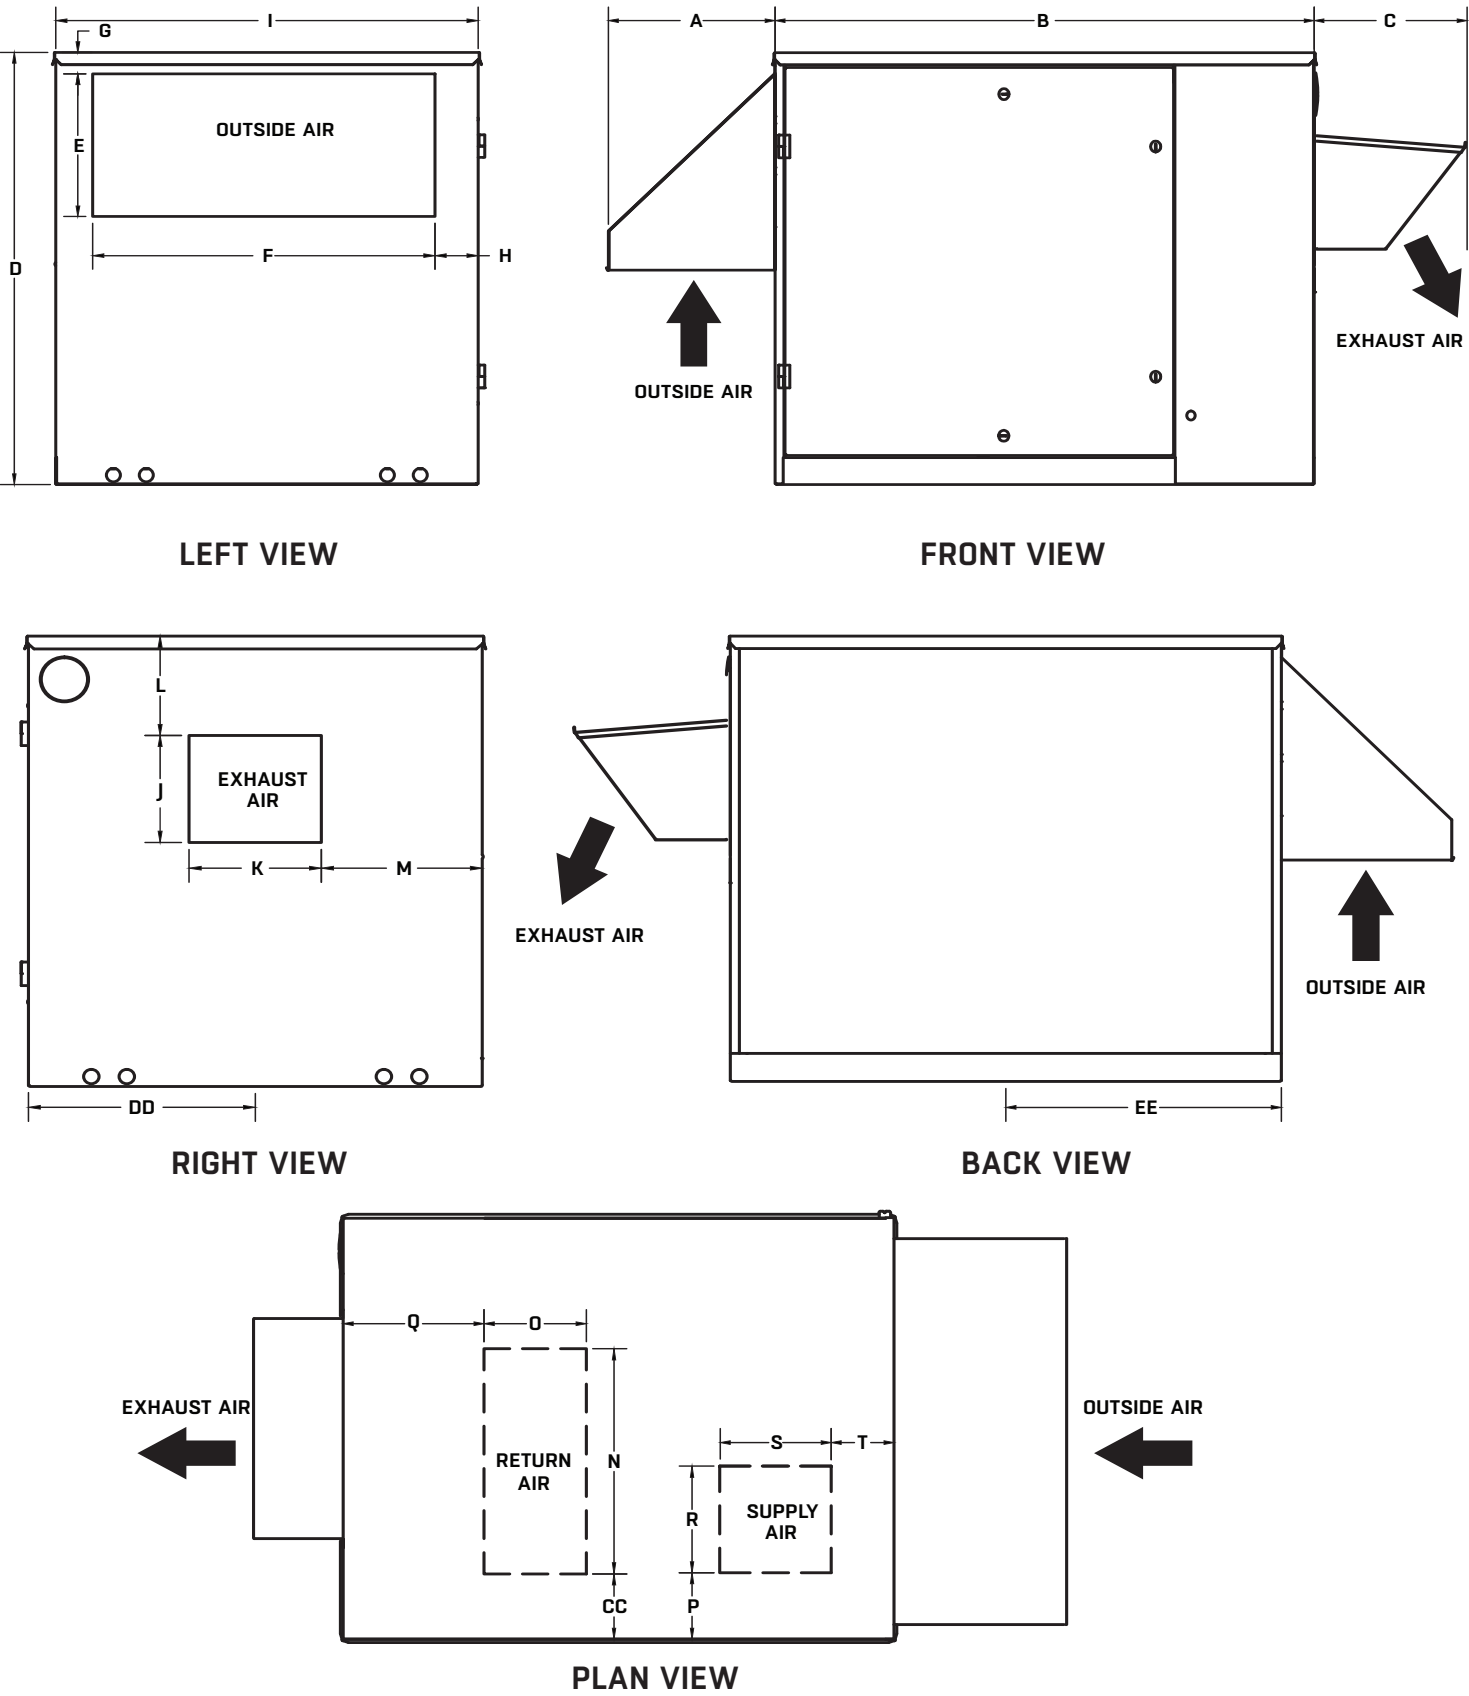 I
G
E
OUTSIDE AIR
F
H
D
LEFT VIEW
A
B
C
OUTSIDE AIR
EXHAUST AIR
FRONT VIEW
L
J
EXHAUST
AIR
K
M
DD
RIGHT VIEW
EXHAUST AIR
OUTSIDE AIR
EE
BACK VIEW
Q
O
EXHAUST AIR
OUTSIDE AIR
RETURN
AIR
N
S
T
R
SUPPLY
AIR
CC
P
PLAN VIEW